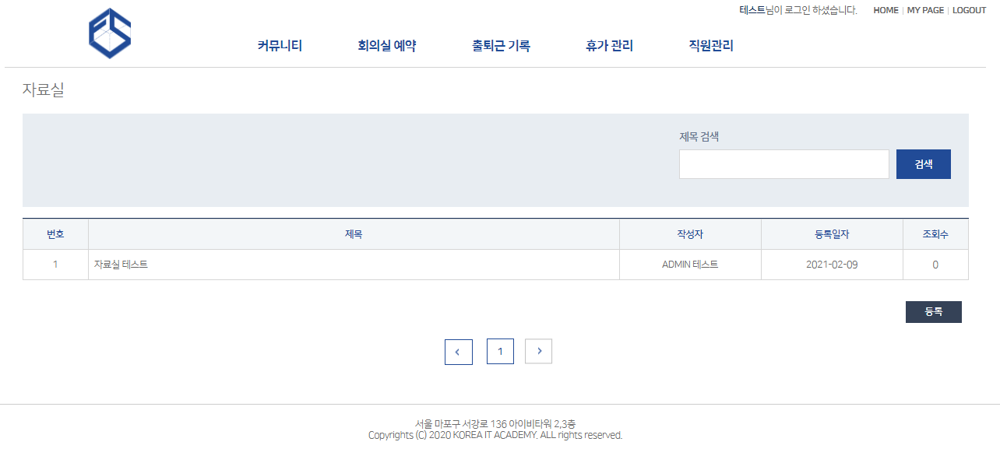 테스트님이 로그인 하셨습니다. HOME | MY PAGE | LOGOUT
커뮤니티 회의실 예약 출퇴근 기록 휴가 관리 직원관리
자료실
제목 검색
검색
번호 제목 작성자 등록일자 조회수
1 자료실 테스트 ADMIN 테스트 2021-02-09 0
등록
‹ 1 ›
서울 마포구 서강로 136 아이비타워 2,3층
Copyrights (C) 2020 KOREA IT ACADEMY. ALL rights reserved.